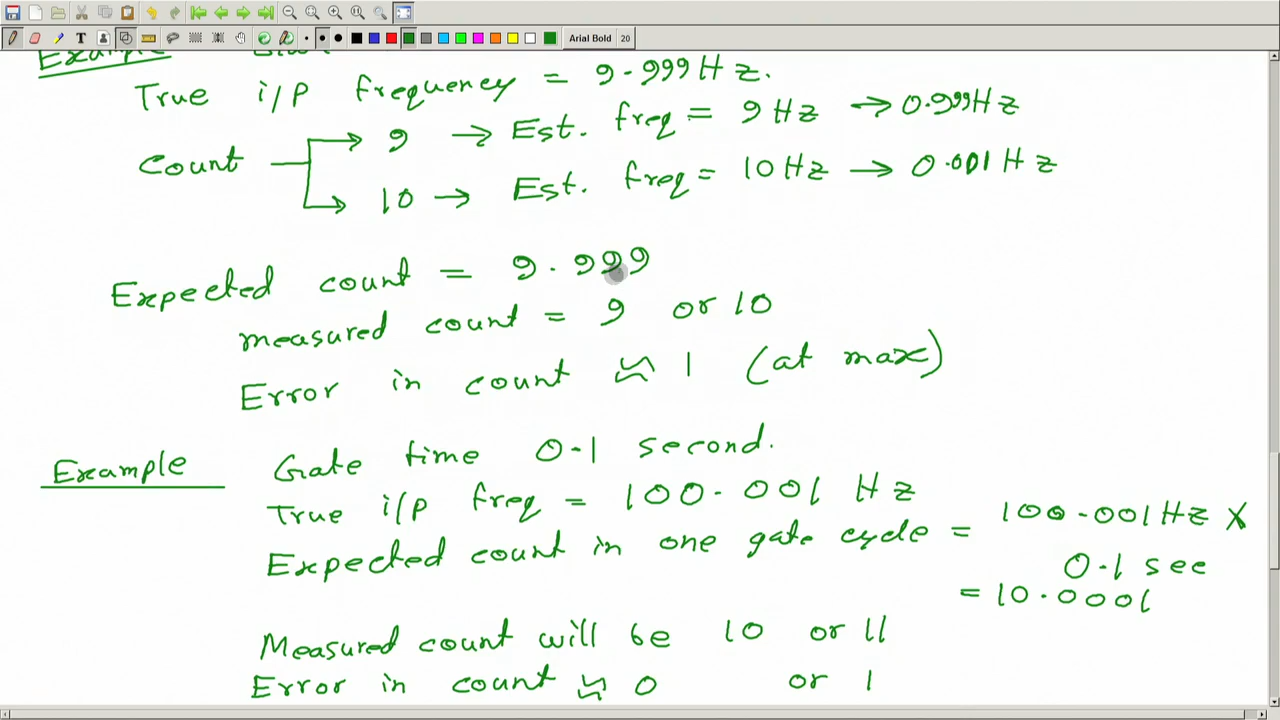 Arial Bold 20
Example
True i/p frequency = 9.999 Hz.
Count → 9 → Est. freq = 9 Hz → 0.999 Hz
→ 10 → Est. freq = 10 Hz → 0.001 Hz
Expected count = 9.999
measured count = 9 or 10
Error in count ≈ 1 (at max)
Example Gate time 0.1 second.
True i/p freq = 100.001 Hz
Expected count in one gate cycle = 100.001 Hz X
0.1 sec
= 10.0001
Measured count will be 10 or 11
Error in count ≈ 0 or 1